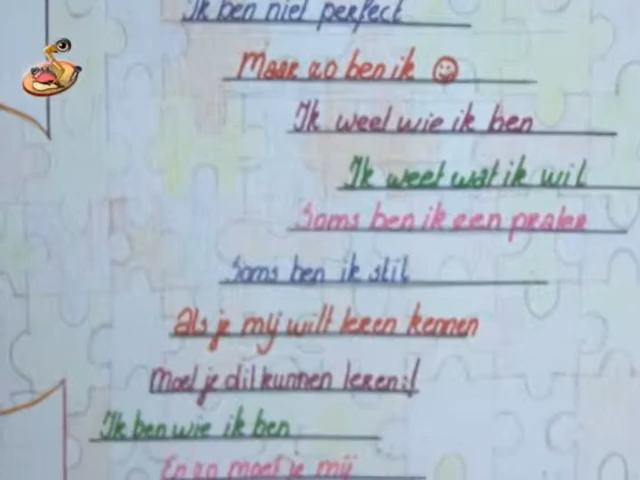 Ik ben niet perfect
Maar zo ben ik ☺
Ik weet wie ik ben
Ik weet wat ik wil
Soms ben ik een prater
Soms ben ik stil
Als je mij wilt leren kennen
Moet je dit kunnen lezen:!
Ik ben wie ik ben
En zo moet je mij